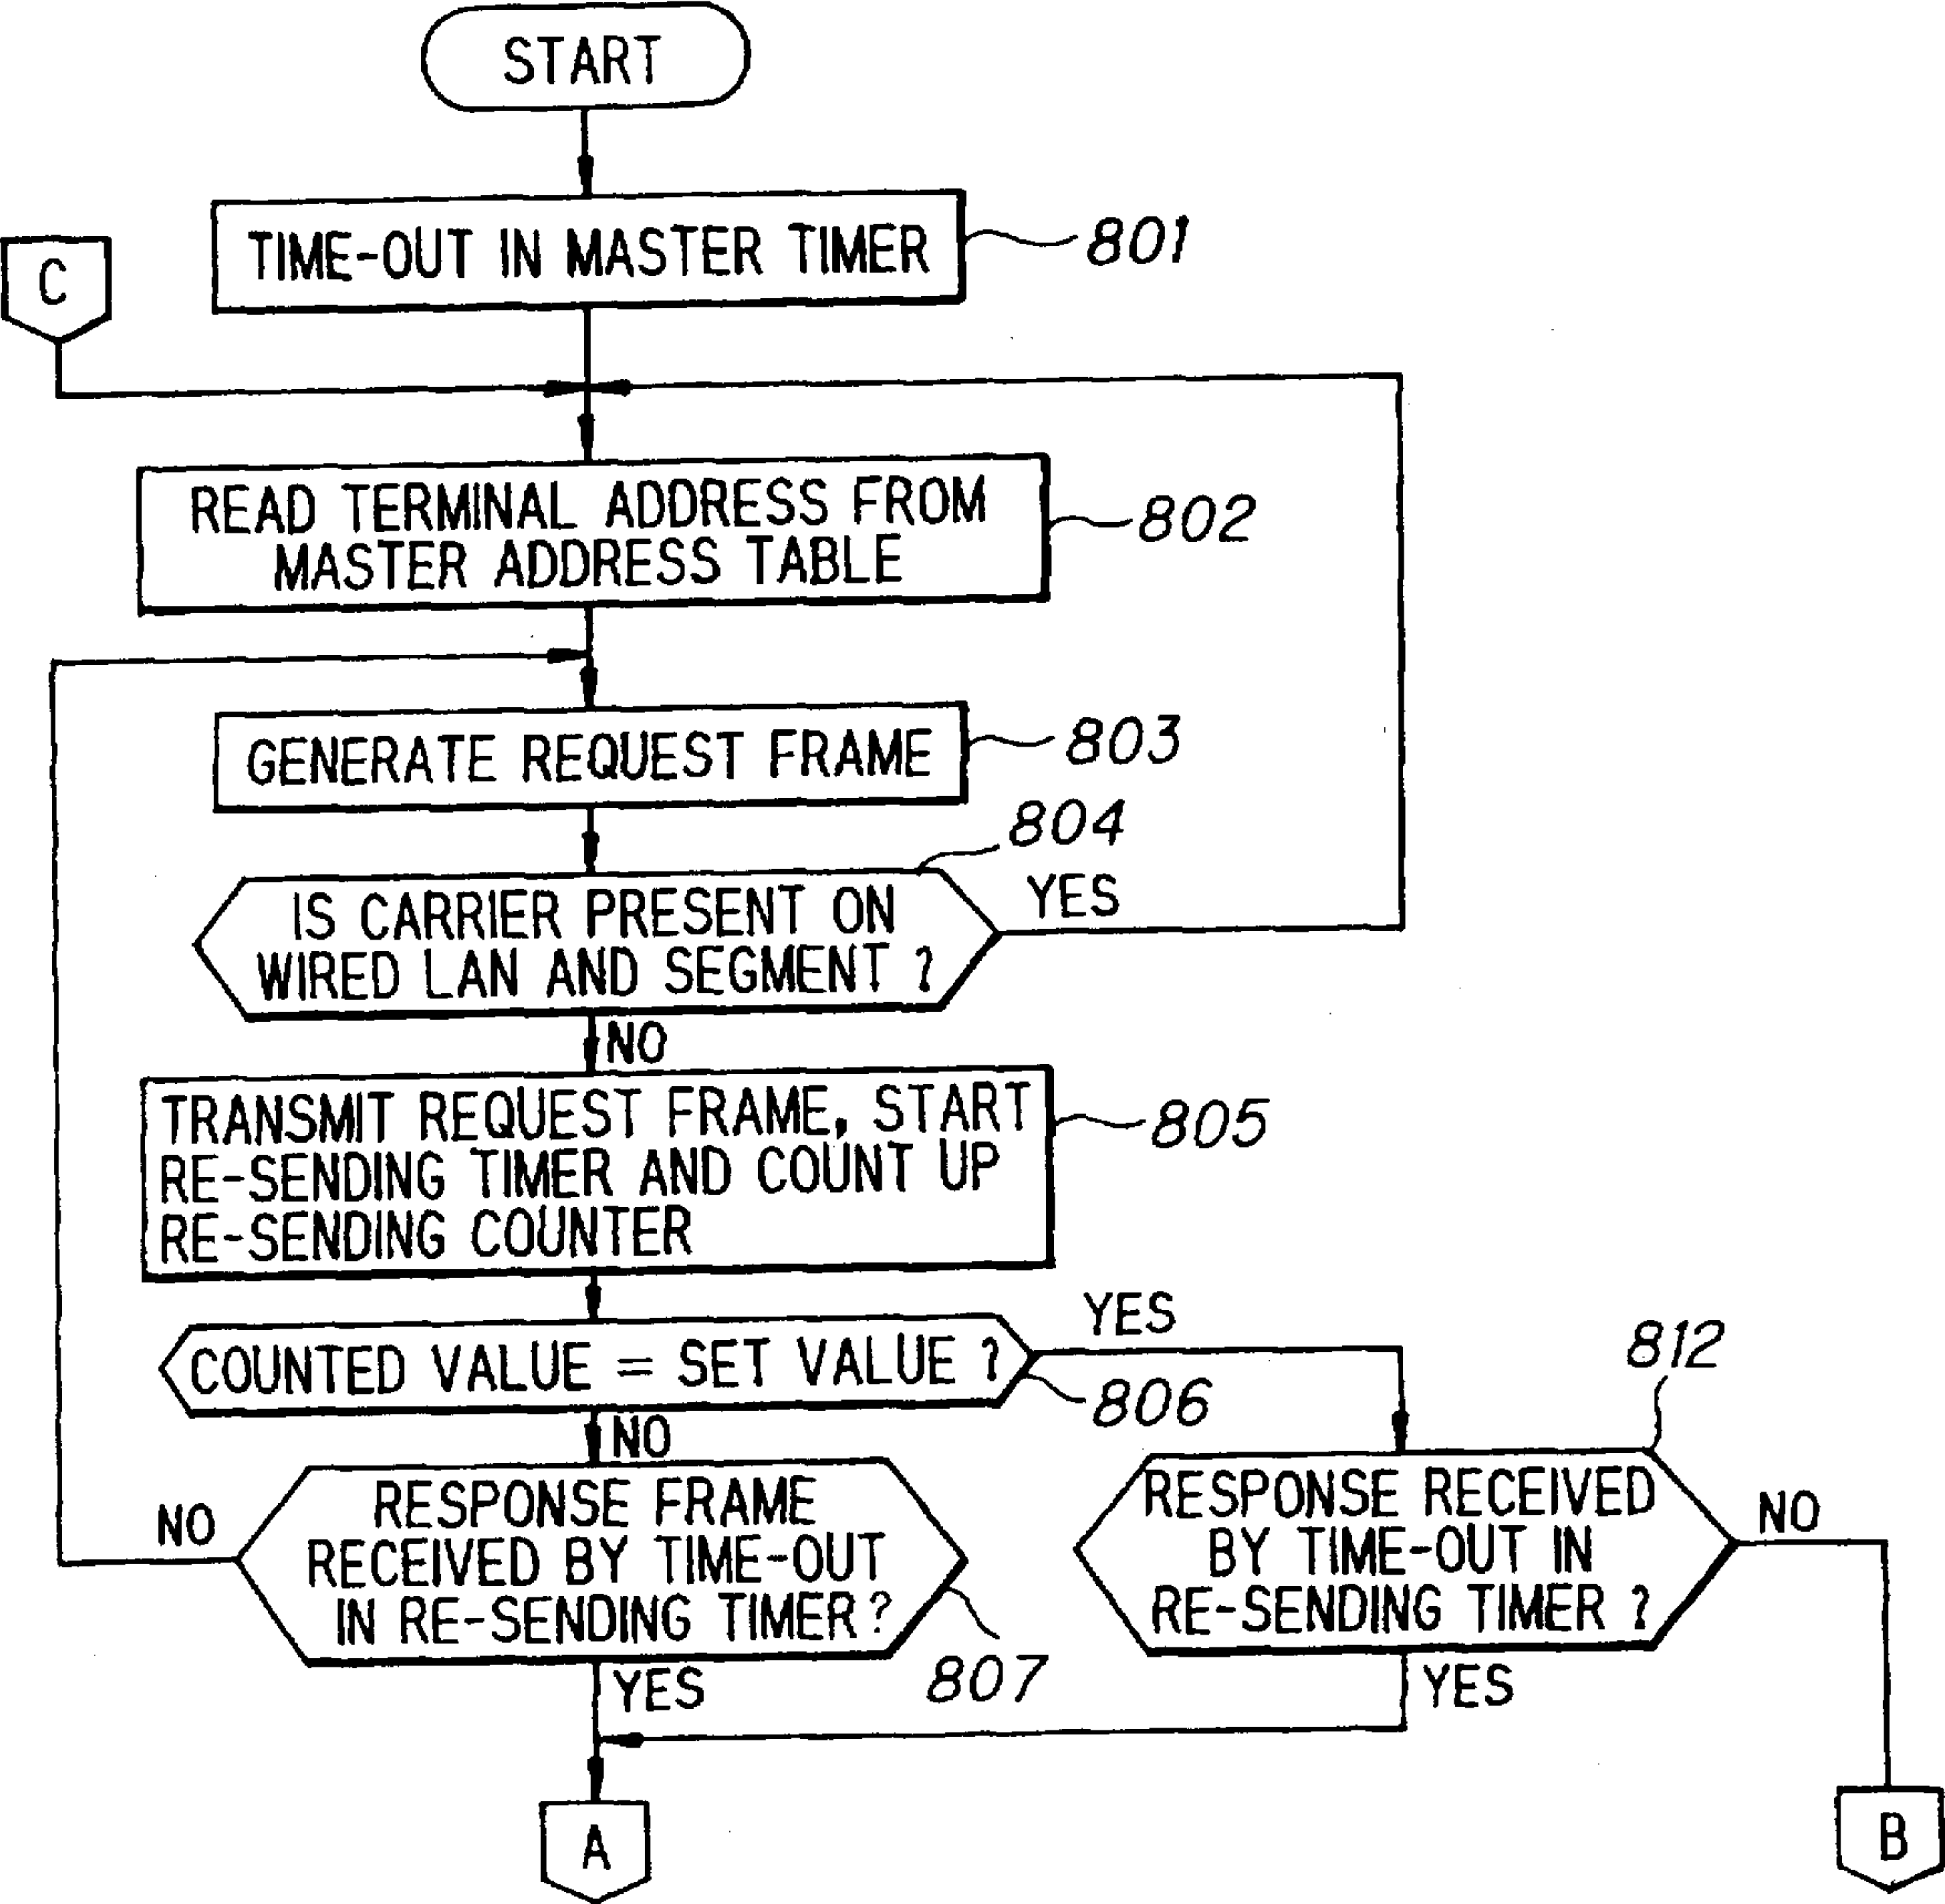 START
TIME-OUT IN MASTER TIMER
801
C
READ TERMINAL ADDRESS FROM
MASTER ADDRESS TABLE
802
GENERATE REQUEST FRAME
803
804
IS CARRIER PRESENT ON
WIRED LAN AND SEGMENT ?
YES
NO
TRANSMIT REQUEST FRAME, START
RE-SENDING TIMER AND COUNT UP
RE-SENDING COUNTER
805
COUNTED VALUE = SET VALUE ?
YES
806
812
NO
RESPONSE FRAME
RECEIVED BY TIME-OUT
IN RE-SENDING TIMER?
NO
807
YES
RESPONSE RECEIVED
BY TIME-OUT IN
RE-SENDING TIMER ?
NO
YES
A
B